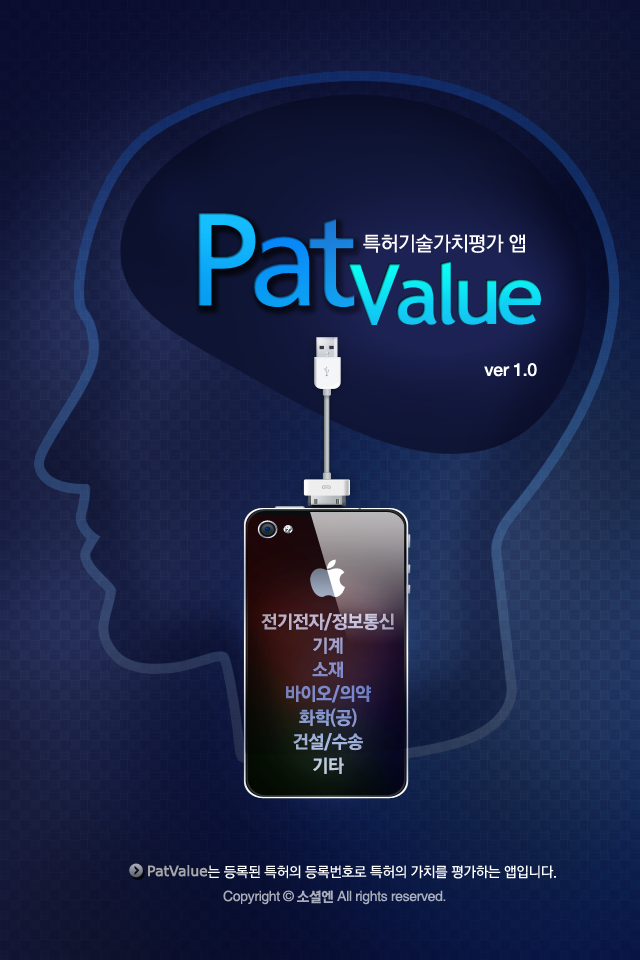 Pat
특허기술가치평가 앱
Value
ver 1.0
전기전자/정보통신
기계
소재
바이오/의약
화학(공)
건설/수송
기타
PatValue는 등록된 특허의 등록번호로 특허의 가치를 평가하는 앱입니다.
Copyright © 소셜엔 All rights reserved.